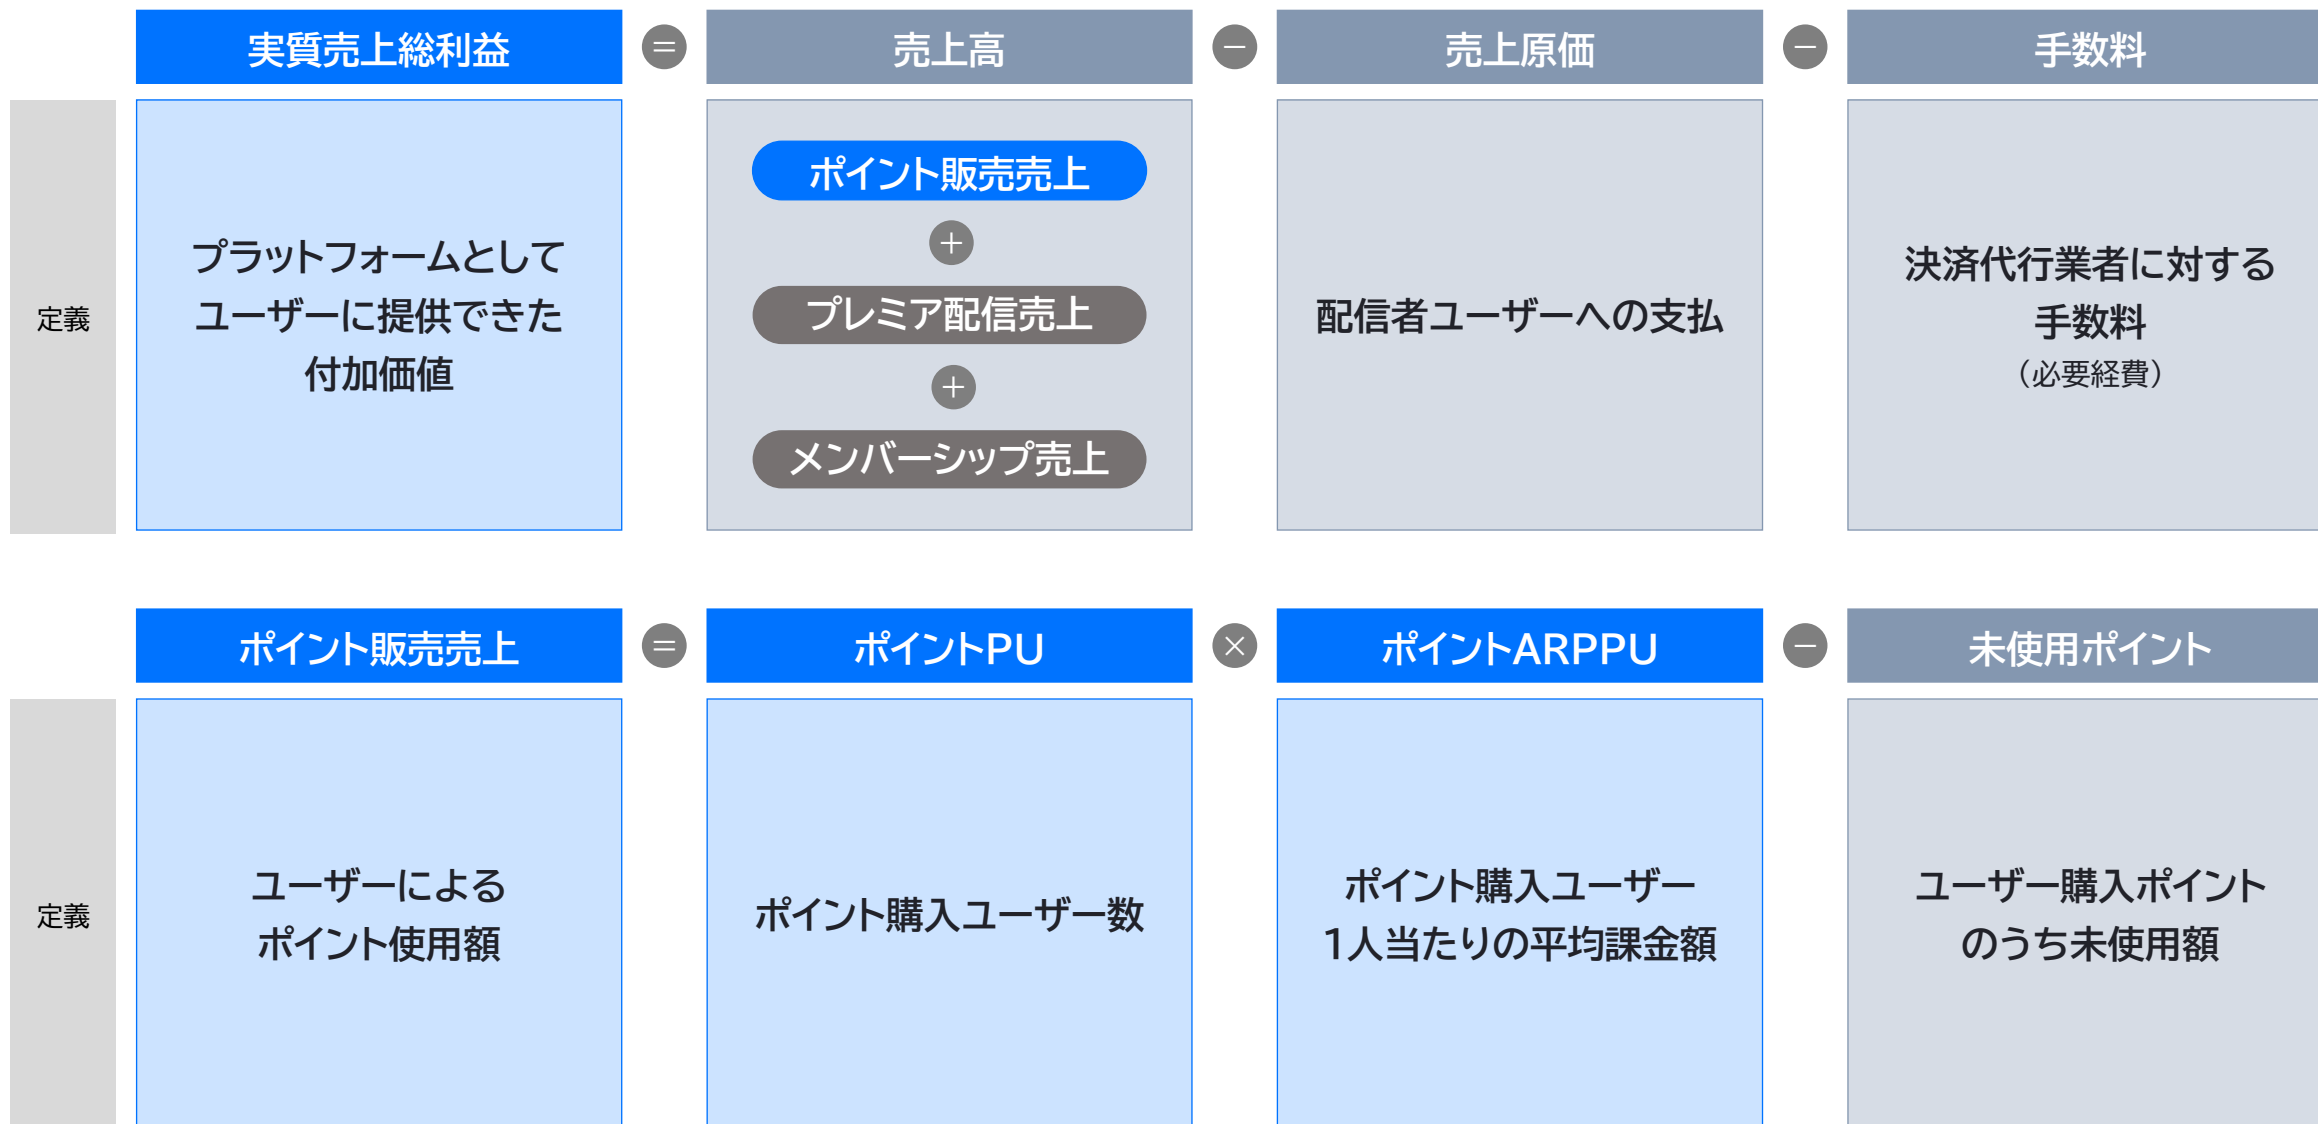 実質売上総利益
=
売上高
−
売上原価
−
手数料
定義
プラットフォームとして
ユーザーに提供できた
付加価値
ポイント販売売上
+
プレミア配信売上
+
メンバーシップ売上
配信者ユーザーへの支払
決済代行業者に対する
手数料
（必要経費）
ポイント販売売上
=
ポイントPU
×
ポイントARPPU
−
未使用ポイント
定義
ユーザーによる
ポイント使用額
ポイント購入ユーザー数
ポイント購入ユーザー
1人当たりの平均課金額
ユーザー購入ポイント
のうち未使用額